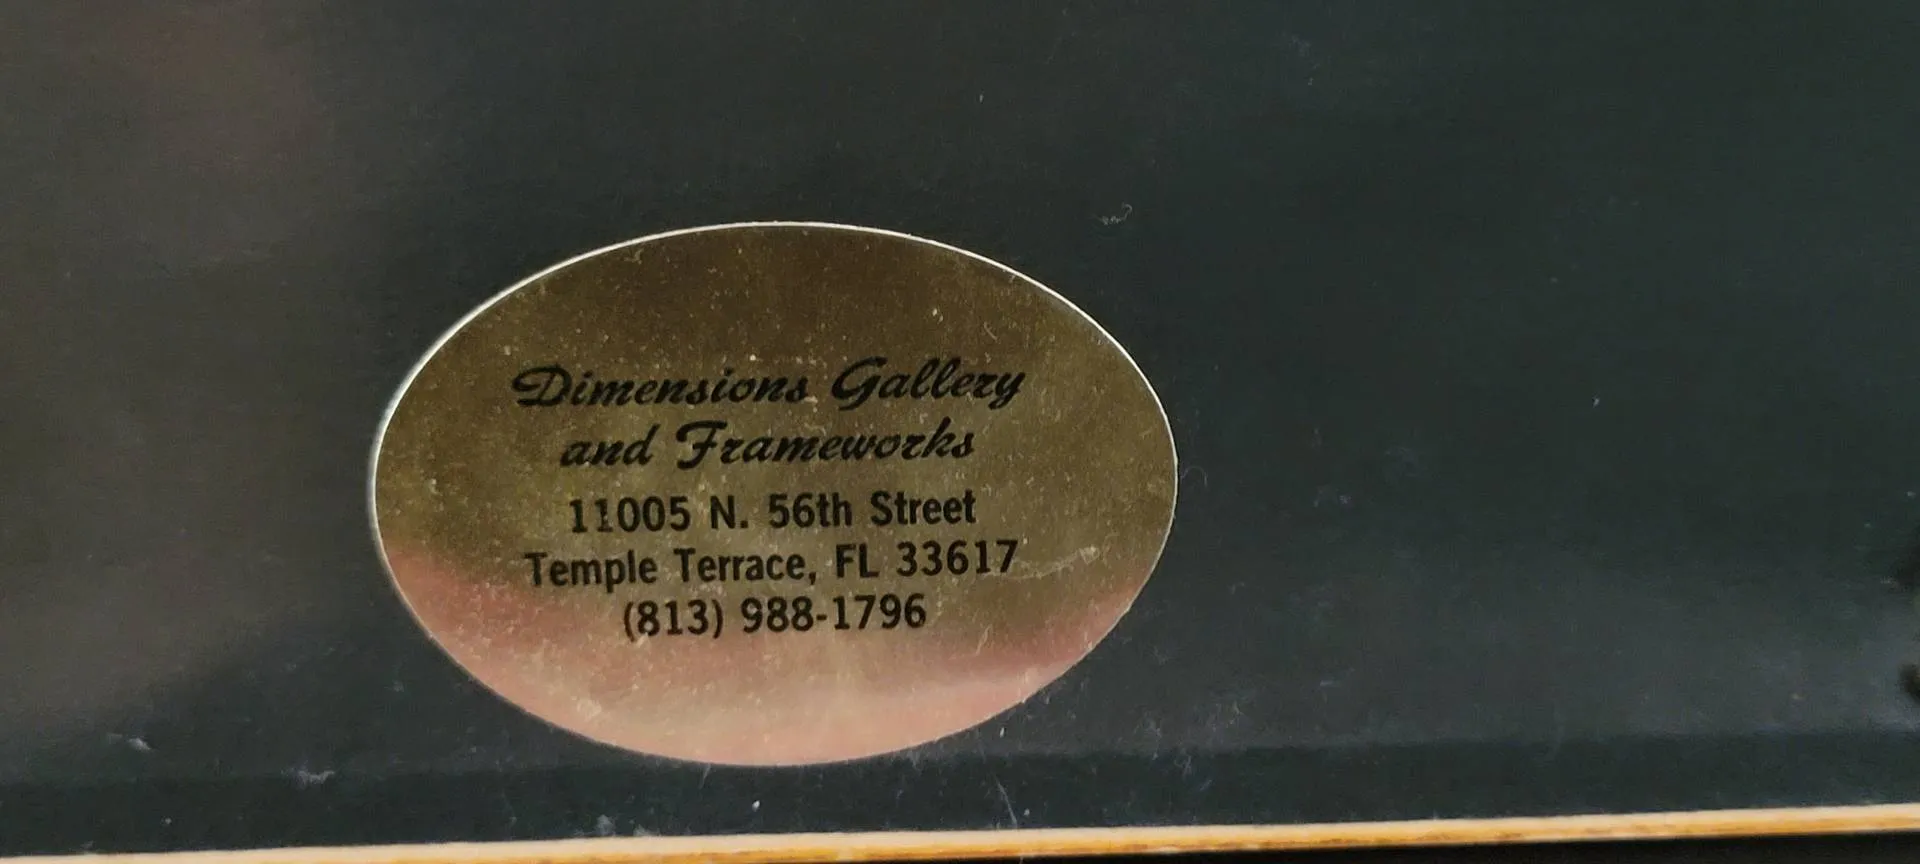 Dimensions Gallery
and Frameworks
11005 N. 56th Street
Temple Terrace, FL 33617
(813) 988-1796